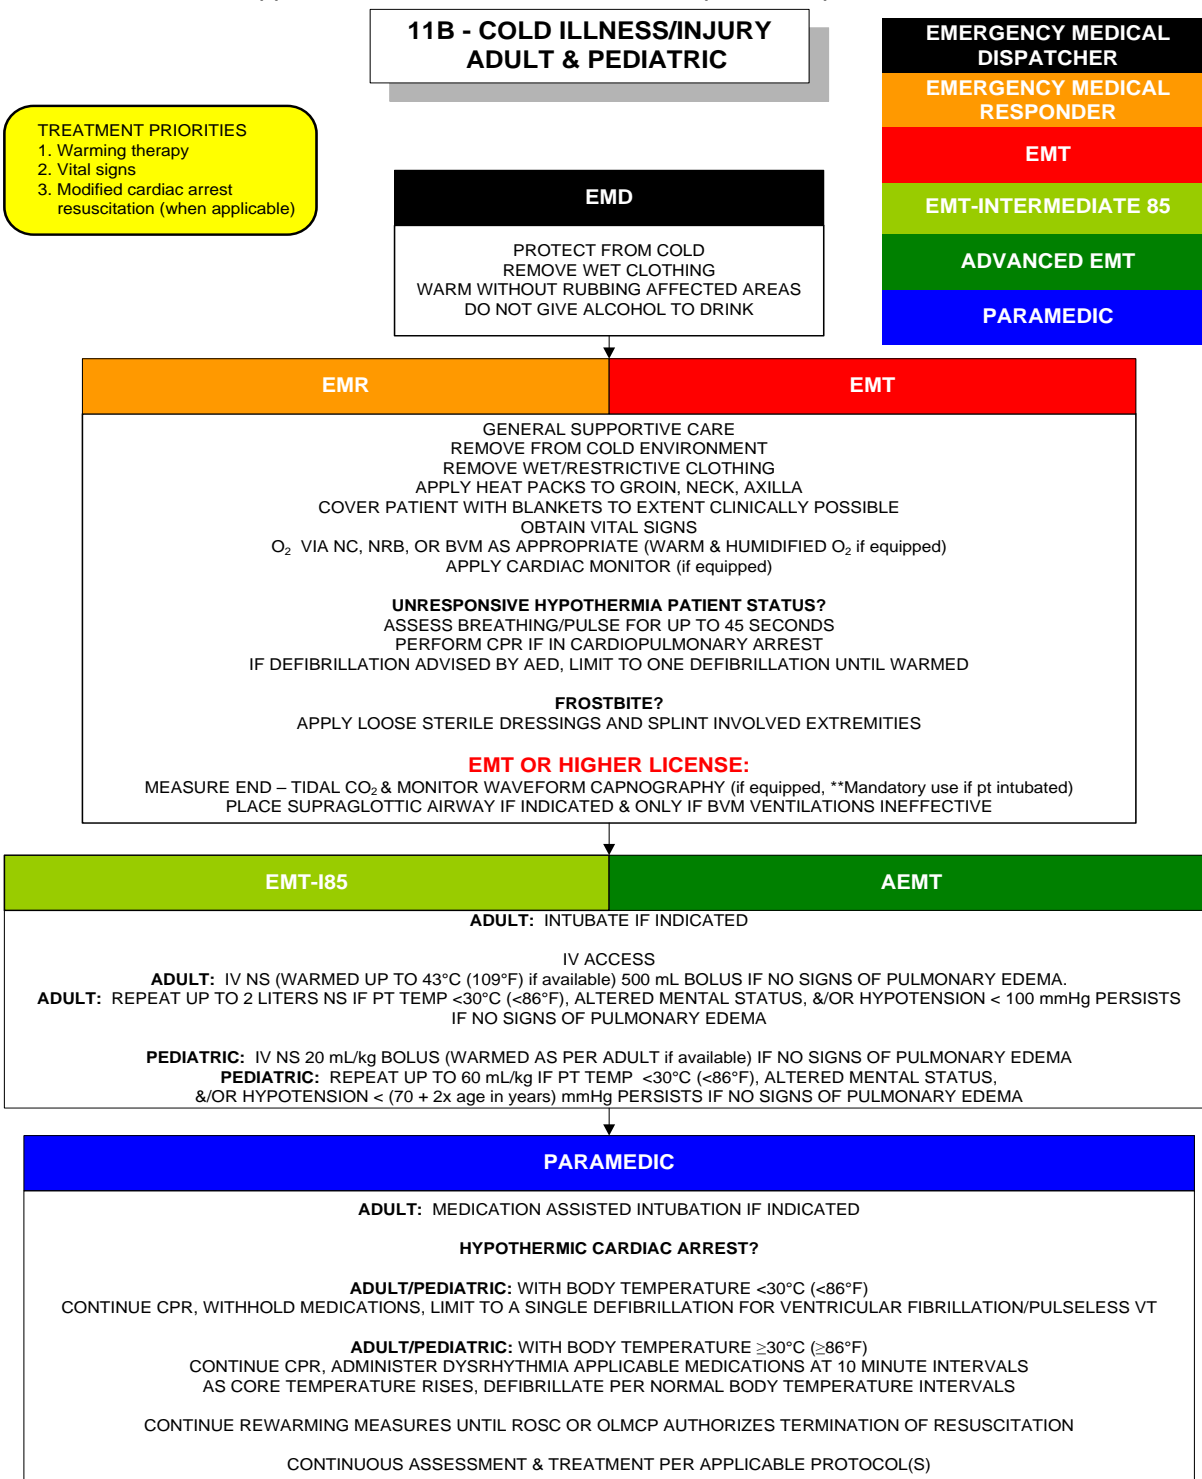 11B - COLD ILLNESS/INJURY
ADULT & PEDIATRIC
EMERGENCY MEDICAL
DISPATCHER
EMERGENCY MEDICAL
RESPONDER
EMT
EMT-INTERMEDIATE 85
ADVANCED EMT
PARAMEDIC
TREATMENT PRIORITIES
1. Warming therapy
2. Vital signs
3. Modified cardiac arrest
resuscitation (when applicable)
EMD
PROTECT FROM COLD
REMOVE WET CLOTHING
WARM WITHOUT RUBBING AFFECTED AREAS
DO NOT GIVE ALCOHOL TO DRINK
EMR
EMT
GENERAL SUPPORTIVE CARE
REMOVE FROM COLD ENVIRONMENT
REMOVE WET/RESTRICTIVE CLOTHING
APPLY HEAT PACKS TO GROIN, NECK, AXILLA
COVER PATIENT WITH BLANKETS TO EXTENT CLINICALLY POSSIBLE
OBTAIN VITAL SIGNS
O₂ VIA NC, NRB, OR BVM AS APPROPRIATE (WARM & HUMIDIFIED O₂ if equipped)
APPLY CARDIAC MONITOR (if equipped)
UNRESPONSIVE HYPOTHERMIA PATIENT STATUS?
ASSESS BREATHING/PULSE FOR UP TO 45 SECONDS
PERFORM CPR IF IN CARDIOPULMONARY ARREST
IF DEFIBRILLATION ADVISED BY AED, LIMIT TO ONE DEFIBRILLATION UNTIL WARMED
FROSTBITE?
APPLY LOOSE STERILE DRESSINGS AND SPLINT INVOLVED EXTREMITIES
EMT OR HIGHER LICENSE:
MEASURE END – TIDAL CO₂ & MONITOR WAVEFORM CAPNOGRAPHY (if equipped, **Mandatory use if pt intubated)
PLACE SUPRAGLOTTIC AIRWAY IF INDICATED & ONLY IF BVM VENTILATIONS INEFFECTIVE
EMT-I85
AEMT
ADULT: INTUBATE IF INDICATED
IV ACCESS
ADULT: IV NS (WARMED UP TO 43°C (109°F) if available) 500 mL BOLUS IF NO SIGNS OF PULMONARY EDEMA.
ADULT: REPEAT UP TO 2 LITERS NS IF PT TEMP <30°C (<86°F), ALTERED MENTAL STATUS, &/OR HYPOTENSION < 100 mmHg PERSISTS
IF NO SIGNS OF PULMONARY EDEMA
PEDIATRIC: IV NS 20 mL/kg BOLUS (WARMED AS PER ADULT if available) IF NO SIGNS OF PULMONARY EDEMA
PEDIATRIC: REPEAT UP TO 60 mL/kg IF PT TEMP <30°C (<86°F), ALTERED MENTAL STATUS,
&/OR HYPOTENSION < (70 + 2x age in years) mmHg PERSISTS IF NO SIGNS OF PULMONARY EDEMA
PARAMEDIC
ADULT: MEDICATION ASSISTED INTUBATION IF INDICATED
HYPOTHERMIC CARDIAC ARREST?
ADULT/PEDIATRIC: WITH BODY TEMPERATURE <30°C (<86°F)
CONTINUE CPR, WITHHOLD MEDICATIONS, LIMIT TO A SINGLE DEFIBRILLATION FOR VENTRICULAR FIBRILLATION/PULSELESS VT
ADULT/PEDIATRIC: WITH BODY TEMPERATURE ≥30°C (≥86°F)
CONTINUE CPR, ADMINISTER DYSRHYTHMIA APPLICABLE MEDICATIONS AT 10 MINUTE INTERVALS
AS CORE TEMPERATURE RISES, DEFIBRILLATE PER NORMAL BODY TEMPERATURE INTERVALS
CONTINUE REWARMING MEASURES UNTIL ROSC OR OLMCP AUTHORIZES TERMINATION OF RESUSCITATION
CONTINUOUS ASSESSMENT & TREATMENT PER APPLICABLE PROTOCOL(S)